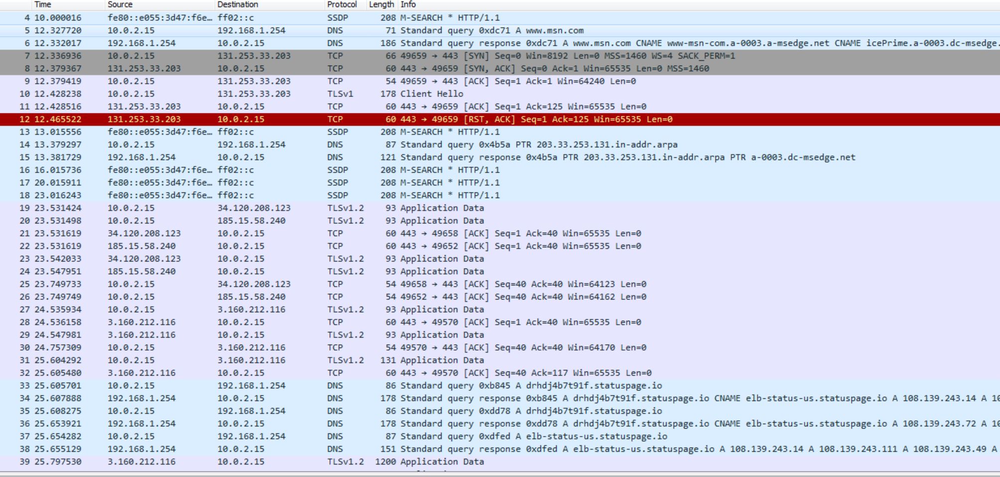 Time Source Destination Protocol Length Info
4 10.000016 fe80::e055:3d47:f6e… ff02::c SSDP 208 M-SEARCH * HTTP/1.1
5 12.327720 10.0.2.15 192.168.1.254 DNS 71 Standard query 0xdc71 A www.msn.com
6 12.332017 192.168.1.254 10.0.2.15 DNS 186 Standard query response 0xdc71 A www.msn.com CNAME www-msn-com.a-0003.a-msedge.net CNAME icePrime.a-0003.dc-msedge.
7 12.336936 10.0.2.15 131.253.33.203 TCP 66 49659 → 443 [SYN] Seq=0 Win=8192 Len=0 MSS=1460 WS=4 SACK_PERM=1
8 12.379367 131.253.33.203 10.0.2.15 TCP 60 443 → 49659 [SYN, ACK] Seq=0 Ack=1 Win=65535 Len=0 MSS=1460
9 12.379419 10.0.2.15 131.253.33.203 TCP 54 49659 → 443 [ACK] Seq=1 Ack=1 Win=64240 Len=0
10 12.428238 10.0.2.15 131.253.33.203 TLSv1 178 Client Hello
11 12.428516 131.253.33.203 10.0.2.15 TCP 60 443 → 49659 [ACK] Seq=1 Ack=125 Win=65535 Len=0
12 12.465522 131.253.33.203 10.0.2.15 TCP 60 443 → 49659 [RST, ACK] Seq=1 Ack=125 Win=65535 Len=0
13 13.015556 fe80::e055:3d47:f6e… ff02::c SSDP 208 M-SEARCH * HTTP/1.1
14 13.379297 10.0.2.15 192.168.1.254 DNS 87 Standard query 0x4b5a PTR 203.33.253.131.in-addr.arpa
15 13.381729 192.168.1.254 10.0.2.15 DNS 121 Standard query response 0x4b5a PTR 203.33.253.131.in-addr.arpa PTR a-0003.dc-msedge.net
16 16.015736 fe80::e055:3d47:f6e… ff02::c SSDP 208 M-SEARCH * HTTP/1.1
17 20.015911 fe80::e055:3d47:f6e… ff02::c SSDP 208 M-SEARCH * HTTP/1.1
18 23.016243 fe80::e055:3d47:f6e… ff02::c SSDP 208 M-SEARCH * HTTP/1.1
19 23.531424 10.0.2.15 34.120.208.123 TLSv1.2 93 Application Data
20 23.531498 10.0.2.15 185.15.58.240 TLSv1.2 93 Application Data
21 23.531619 34.120.208.123 10.0.2.15 TCP 60 443 → 49658 [ACK] Seq=1 Ack=40 Win=65535 Len=0
22 23.531619 185.15.58.240 10.0.2.15 TCP 60 443 → 49652 [ACK] Seq=1 Ack=40 Win=65535 Len=0
23 23.542033 34.120.208.123 10.0.2.15 TLSv1.2 93 Application Data
24 23.547951 185.15.58.240 10.0.2.15 TLSv1.2 93 Application Data
25 23.749733 10.0.2.15 34.120.208.123 TCP 54 49658 → 443 [ACK] Seq=40 Ack=40 Win=64123 Len=0
26 23.749749 10.0.2.15 185.15.58.240 TCP 54 49652 → 443 [ACK] Seq=40 Ack=40 Win=64162 Len=0
27 24.535934 10.0.2.15 3.160.212.116 TLSv1.2 93 Application Data
28 24.536158 3.160.212.116 10.0.2.15 TCP 60 443 → 49570 [ACK] Seq=1 Ack=40 Win=65535 Len=0
29 24.547981 3.160.212.116 10.0.2.15 TLSv1.2 93 Application Data
30 24.757309 10.0.2.15 3.160.212.116 TCP 54 49570 → 443 [ACK] Seq=40 Ack=40 Win=64170 Len=0
31 25.604292 10.0.2.15 3.160.212.116 TLSv1.2 131 Application Data
32 25.605480 3.160.212.116 10.0.2.15 TCP 60 443 → 49570 [ACK] Seq=40 Ack=117 Win=65535 Len=0
33 25.605701 10.0.2.15 192.168.1.254 DNS 86 Standard query 0xb845 A drhdj4b7t91f.statuspage.io
34 25.607888 192.168.1.254 10.0.2.15 DNS 178 Standard query response 0xb845 A drhdj4b7t91f.statuspage.io CNAME elb-status-us.statuspage.io A 108.139.243.14 A 10
35 25.608275 10.0.2.15 192.168.1.254 DNS 86 Standard query 0xdd78 A drhdj4b7t91f.statuspage.io
36 25.653921 192.168.1.254 10.0.2.15 DNS 178 Standard query response 0xdd78 A drhdj4b7t91f.statuspage.io CNAME elb-status-us.statuspage.io A 108.139.243.72 A 10
37 25.654282 10.0.2.15 192.168.1.254 DNS 87 Standard query 0xdfed A elb-status-us.statuspage.io
38 25.655129 192.168.1.254 10.0.2.15 DNS 151 Standard query response 0xdfed A elb-status-us.statuspage.io A 108.139.243.14 A 108.139.243.111 A 108.139.243.49 A
39 25.797530 3.160.212.116 10.0.2.15 TLSv1.2 1200 Application Data